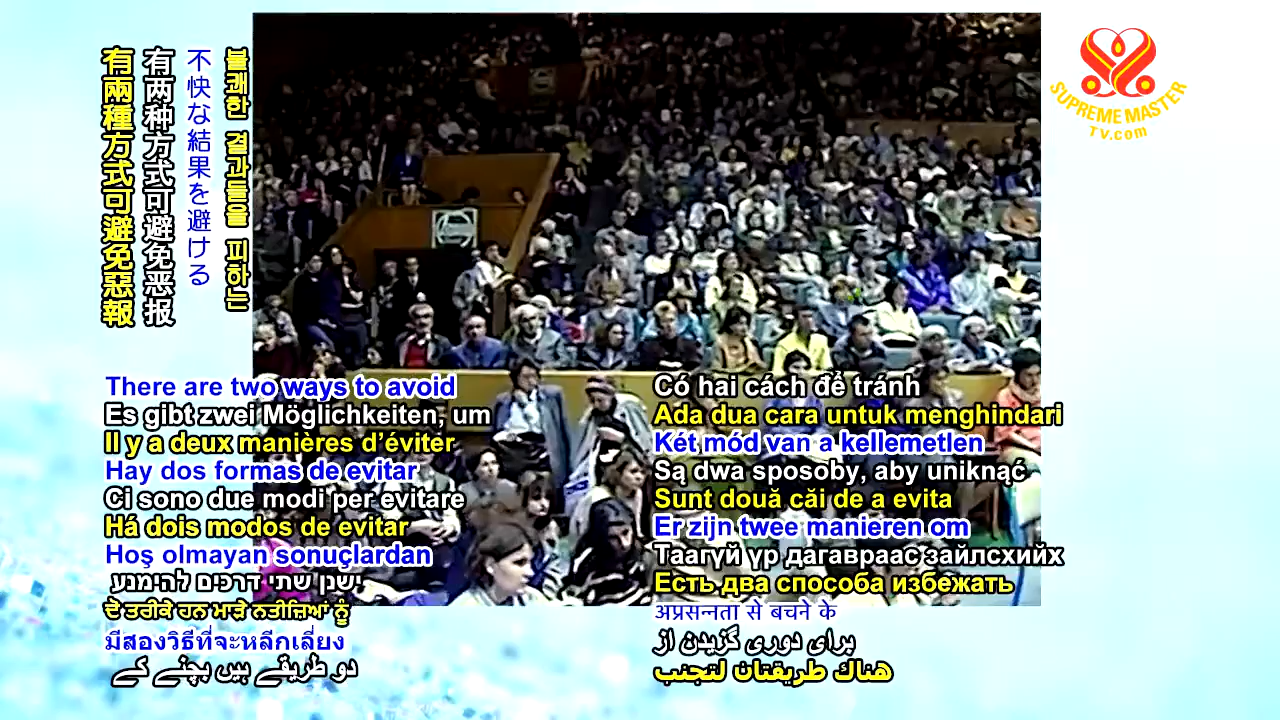 有兩種方式可避免惡報
有两种方式可避免恶报
不快な結果を避ける
불쾌한 결과들을 피하는
SUPREME MASTER
TV.com
There are two ways to avoid
Es gibt zwei Möglichkeiten, um
Il y a deux manières d’éviter
Hay dos formas de evitar
Ci sono due modi per evitare
Há dois modos de evitar
Hoş olmayan sonuçlardan
ישנן שתי דרכים להימנע
ਦੋ ਤਰੀਕੇ ਹਨ ਮਾੜੇ ਨਤੀਜ਼ਿਆਂ ਨੂੰ
มีสองวิธีที่จะหลีกเลี่ยง
دو طریقے ہیں بچنے کے
Có hai cách để tránh
Ada dua cara untuk menghindari
Két mód van a kellemetlen
Są dwa sposoby, aby uniknąć
Sunt două căi de a evita
Er zijn twee manieren om
Таагүй үр дагавраас зайлсхийх
Есть два способа избежать
अप्रसन्नता से बचने के
برای دوری گزیدن از
هناك طريقتان لتجنب